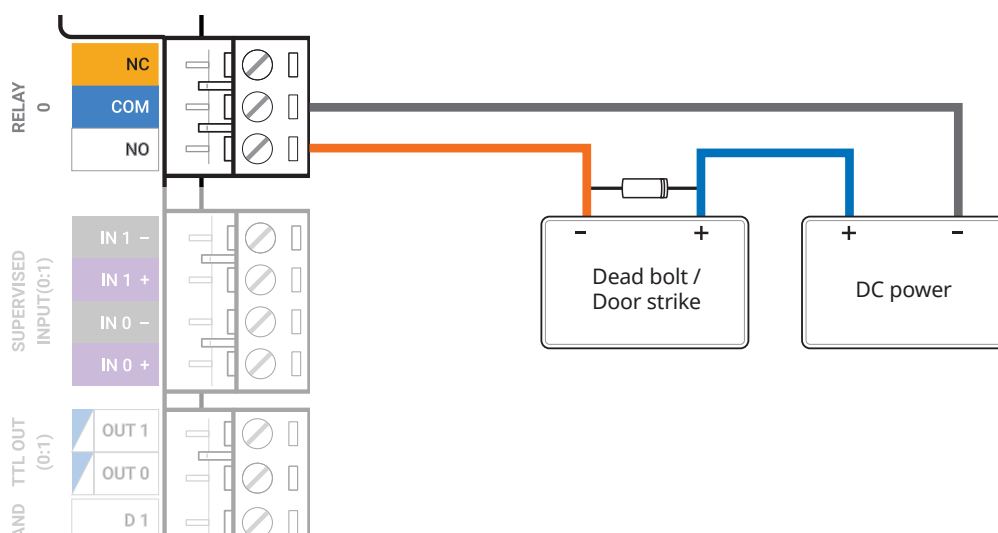 RELAY
0
NC
COM
NO
SUPERVISED
INPUT(0:1)
IN 1 −
IN 1 +
IN 0 −
IN 0 +
TTL OUT
(0:1)
OUT 1
OUT 0
AND
D 1
- +
Dead bolt /
Door strike
+ -
DC power